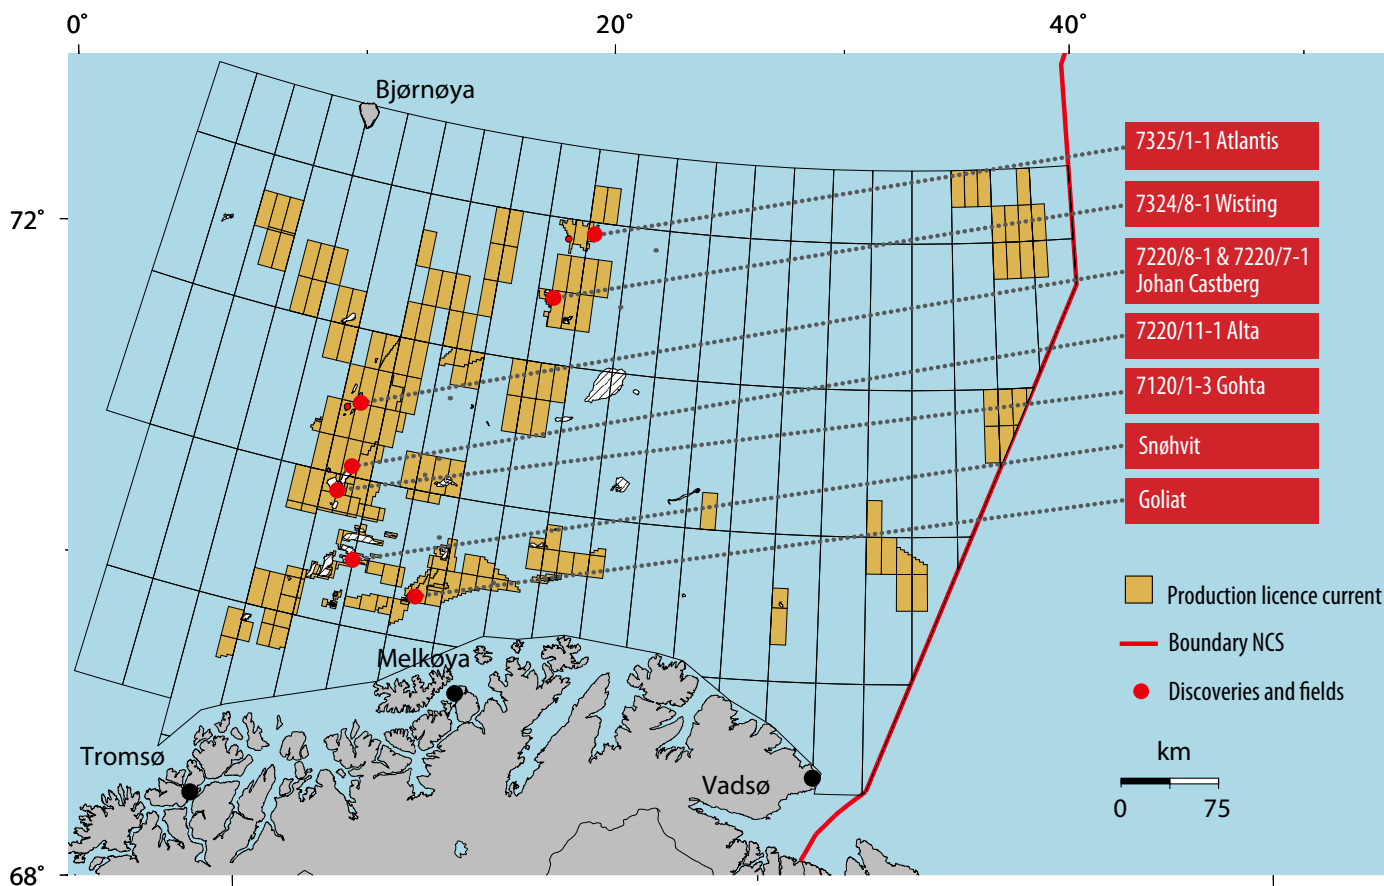 0°
20°
40°
Bjørnøya
7325/1-1 Atlantis
7324/8-1 Wisting
72°
7220/8-1 & 7220/7-1
Johan Castberg
7220/11-1 Alta
7120/1-3 Gohta
Snøhvit
Goliat
Production licence current
Boundary NCS
Melkøya
Discoveries and fields
Tromsø
Vadsø
km
0
75
68°